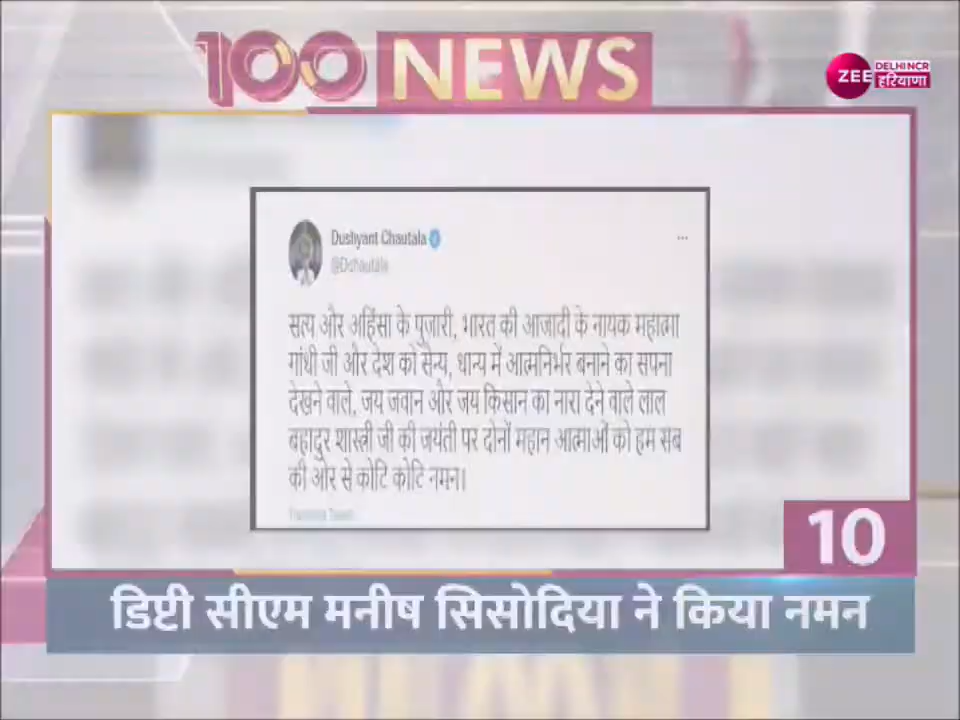 100 NEWS
ZEE DELHI NCR
हरियाणा
Dushyant Chautala
@Dchautala
सत्य और अहिंसा के पुजारी, भारत की आजादी के नायक महात्मा
गांधी जी और देश को सैन्य, धान्य में आत्मनिर्भर बनाने का सपना
देखने वाले, जय जवान और जय किसान का नारा देने वाले लाल
बहादुर शास्त्री जी की जयंती पर दोनों महान आत्माओं को हम सब
की ओर से कोटि कोटि नमन।
10
डिप्टी सीएम मनीष सिसोदिया ने किया नमन